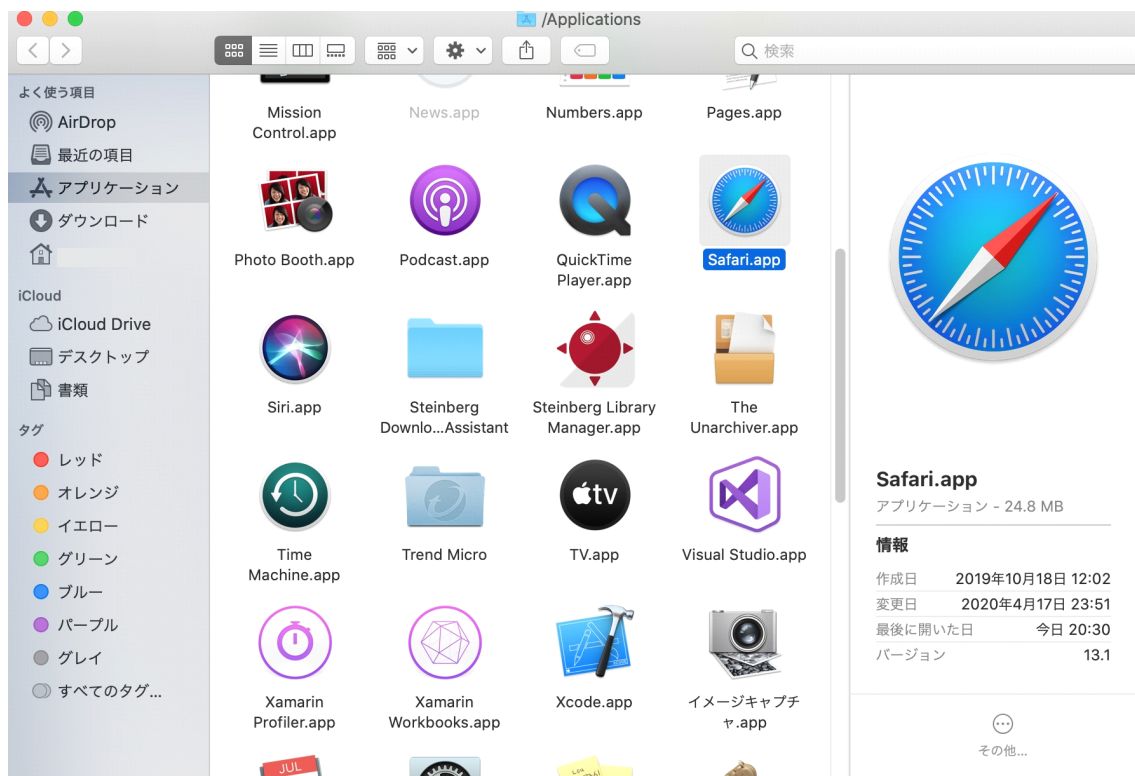 /Applications
検索
よく使う項目
AirDrop
最近の項目
アプリケーション
ダウンロード
iCloud
iCloud Drive
デスクトップ
書類
タグ
レッド
オレンジ
イエロー
グリーン
ブルー
パープル
グレイ
すべてのタグ...
Mission
Control.app
News.app
Numbers.app
Pages.app
Photo Booth.app
Podcast.app
QuickTime
Player.app
Safari.app
Siri.app
Steinberg
Downlo...Assistant
Steinberg Library
Manager.app
The
Unarchiver.app
Time
Machine.app
Trend Micro
tv
TV.app
Visual Studio.app
Xamarin
Profiler.app
Xamarin
Workbooks.app
Xcode.app
イメージキャプチ
ャ.app
JUL
Safari.app
アプリケーション - 24.8 MB
情報
作成日 2019年10月18日 12:02
変更日 2020年4月17日 23:51
最後に開いた日 今日 20:30
バージョン 13.1
その他...